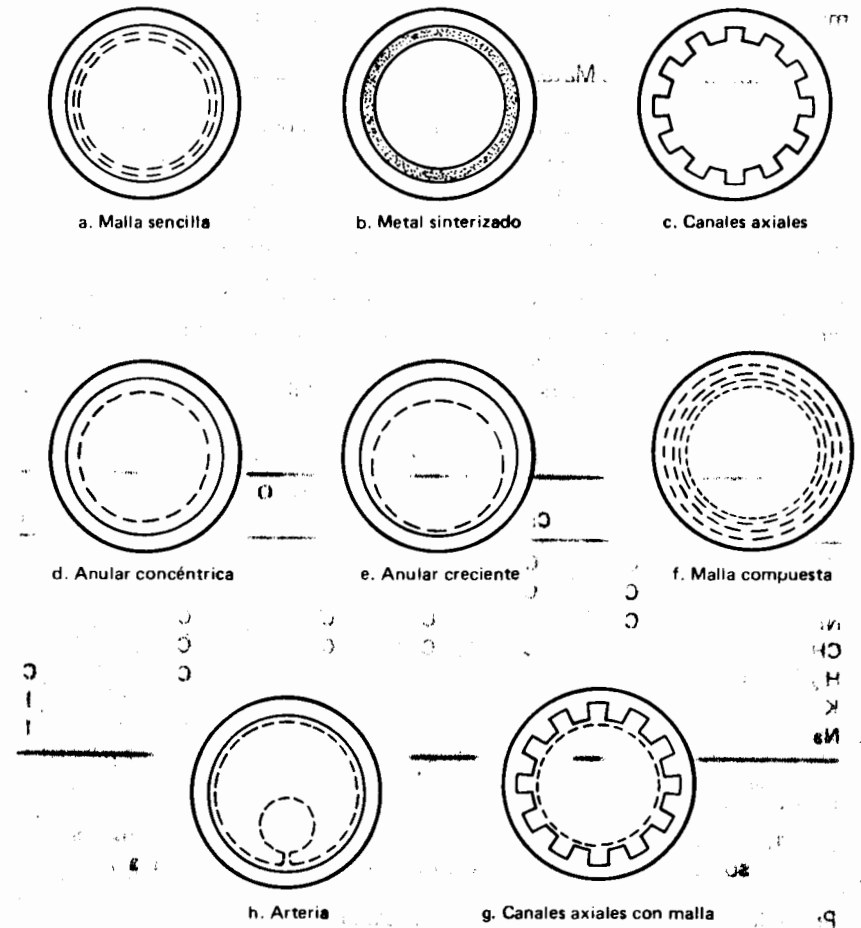 a. Malla sencilla
b. Metal sinterizado
c. Canales axiales
d. Anular concéntrica
e. Anular creciente
f. Malla compuesta
h. Arteria
g. Canales axiales con malla